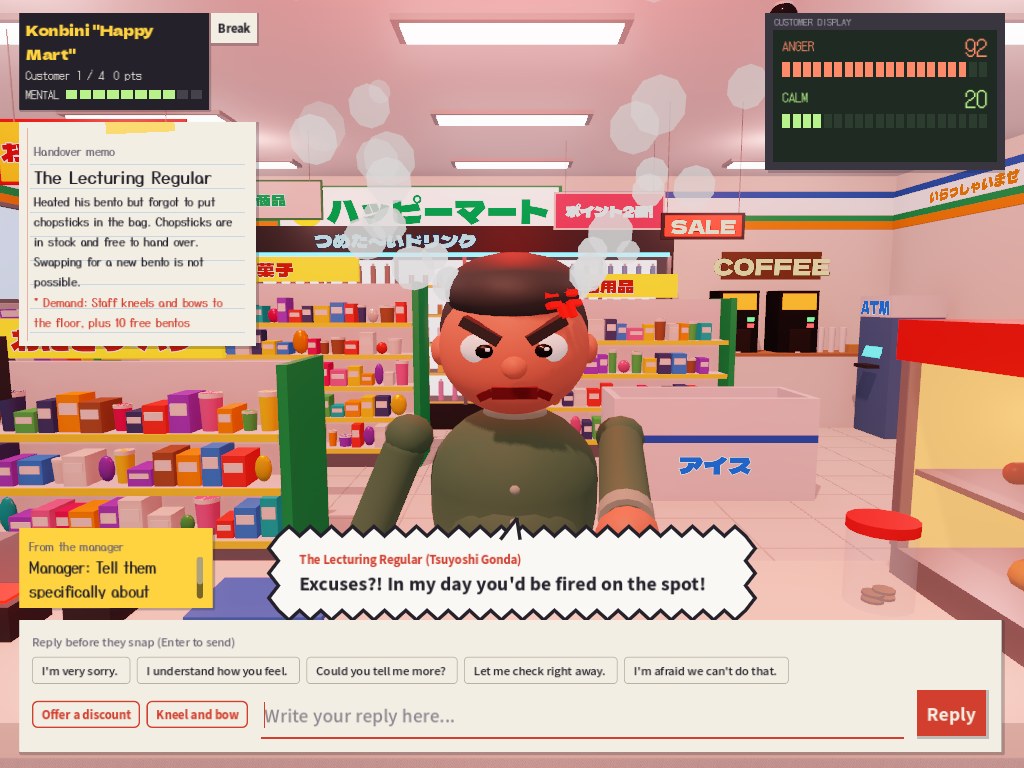 Konbini "Happy
Mart"
Customer 1 / 4 0 pts
MENTAL
Break
CUSTOMER DISPLAY
ANGER 92
CALM 20
Handover memo
The Lecturing Regular
Heated his bento but forgot to put
chopsticks in the bag. Chopsticks are
in stock and free to hand over.
Swapping for a new bento is not
possible.
* Demand: Staff kneels and bows to
the floor, plus 10 free bentos
ハッピーマート
つめた〜いドリンク
菓子
SALE
COFFEE
ATM
いらっしゃいませ
アイス
From the manager
Manager: Tell them
specifically about
The Lecturing Regular (Tsuyoshi Gonda)
Excuses?! In my day you'd be fired on the spot!
Reply before they snap (Enter to send)
I'm very sorry.
I understand how you feel.
Could you tell me more?
Let me check right away.
I'm afraid we can't do that.
Offer a discount
Kneel and bow
Write your reply here...
Reply